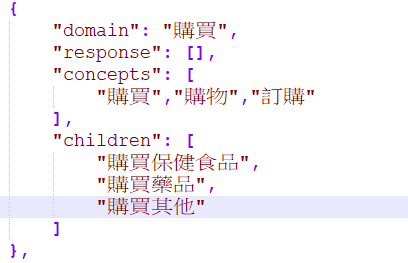 {
"domain": "購買",
"response": [],
"concepts": [
"購買","購物","訂購"
],
"children": [
"購買保健食品",
"購買藥品",
"購買其他"
]
},